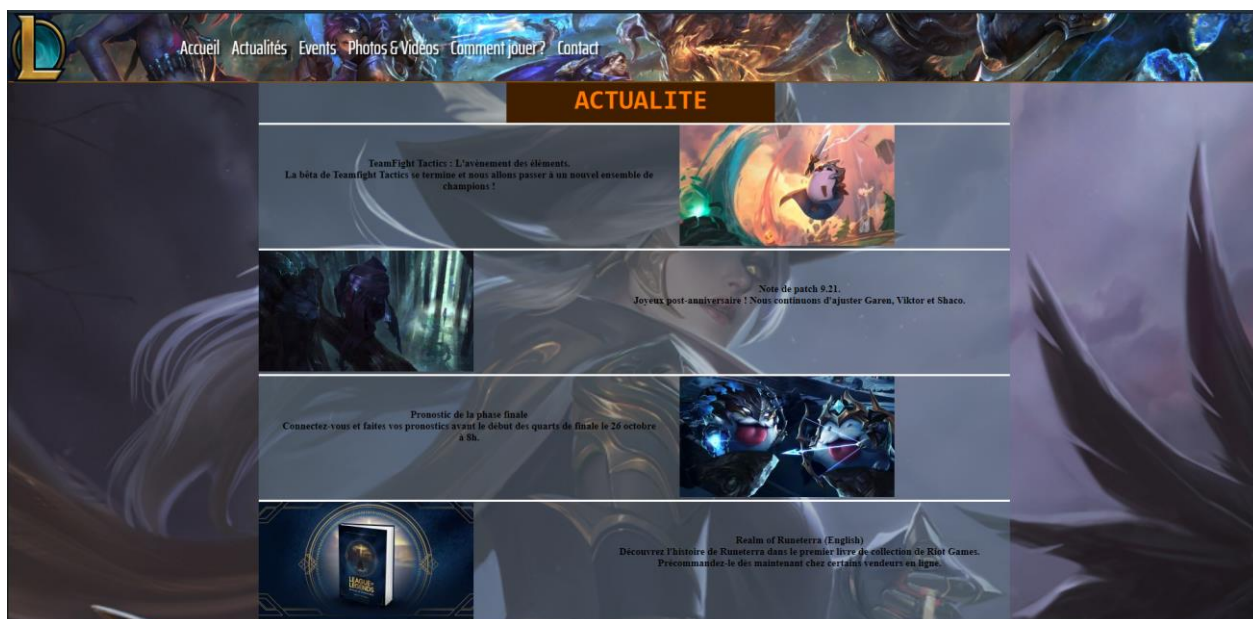 Accueil Actualités Events Photos & Vidéos Comment jouer ? Contact
ACTUALITE
TeamFight Tactics : L'avènement des éléments.
La bêta de Teamfight Tactics se termine et nous allons passer à un nouvel ensemble de
champions !
Note de patch 9.21.
Joyeux post-anniversaire ! Nous continuons d'ajuster Garen, Viktor et Shaco.
Pronostic de la phase finale
Connectez-vous et faites vos pronostics avant le début des quarts de finale le 26 octobre
à 8h.
LEAGUE OF
LEGENDS
Realm of Runeterra (English)
Découvrez l'histoire de Runeterra dans le premier livre de collection de Riot Games.
Précommandez-le dès maintenant chez certains vendeurs en ligne.